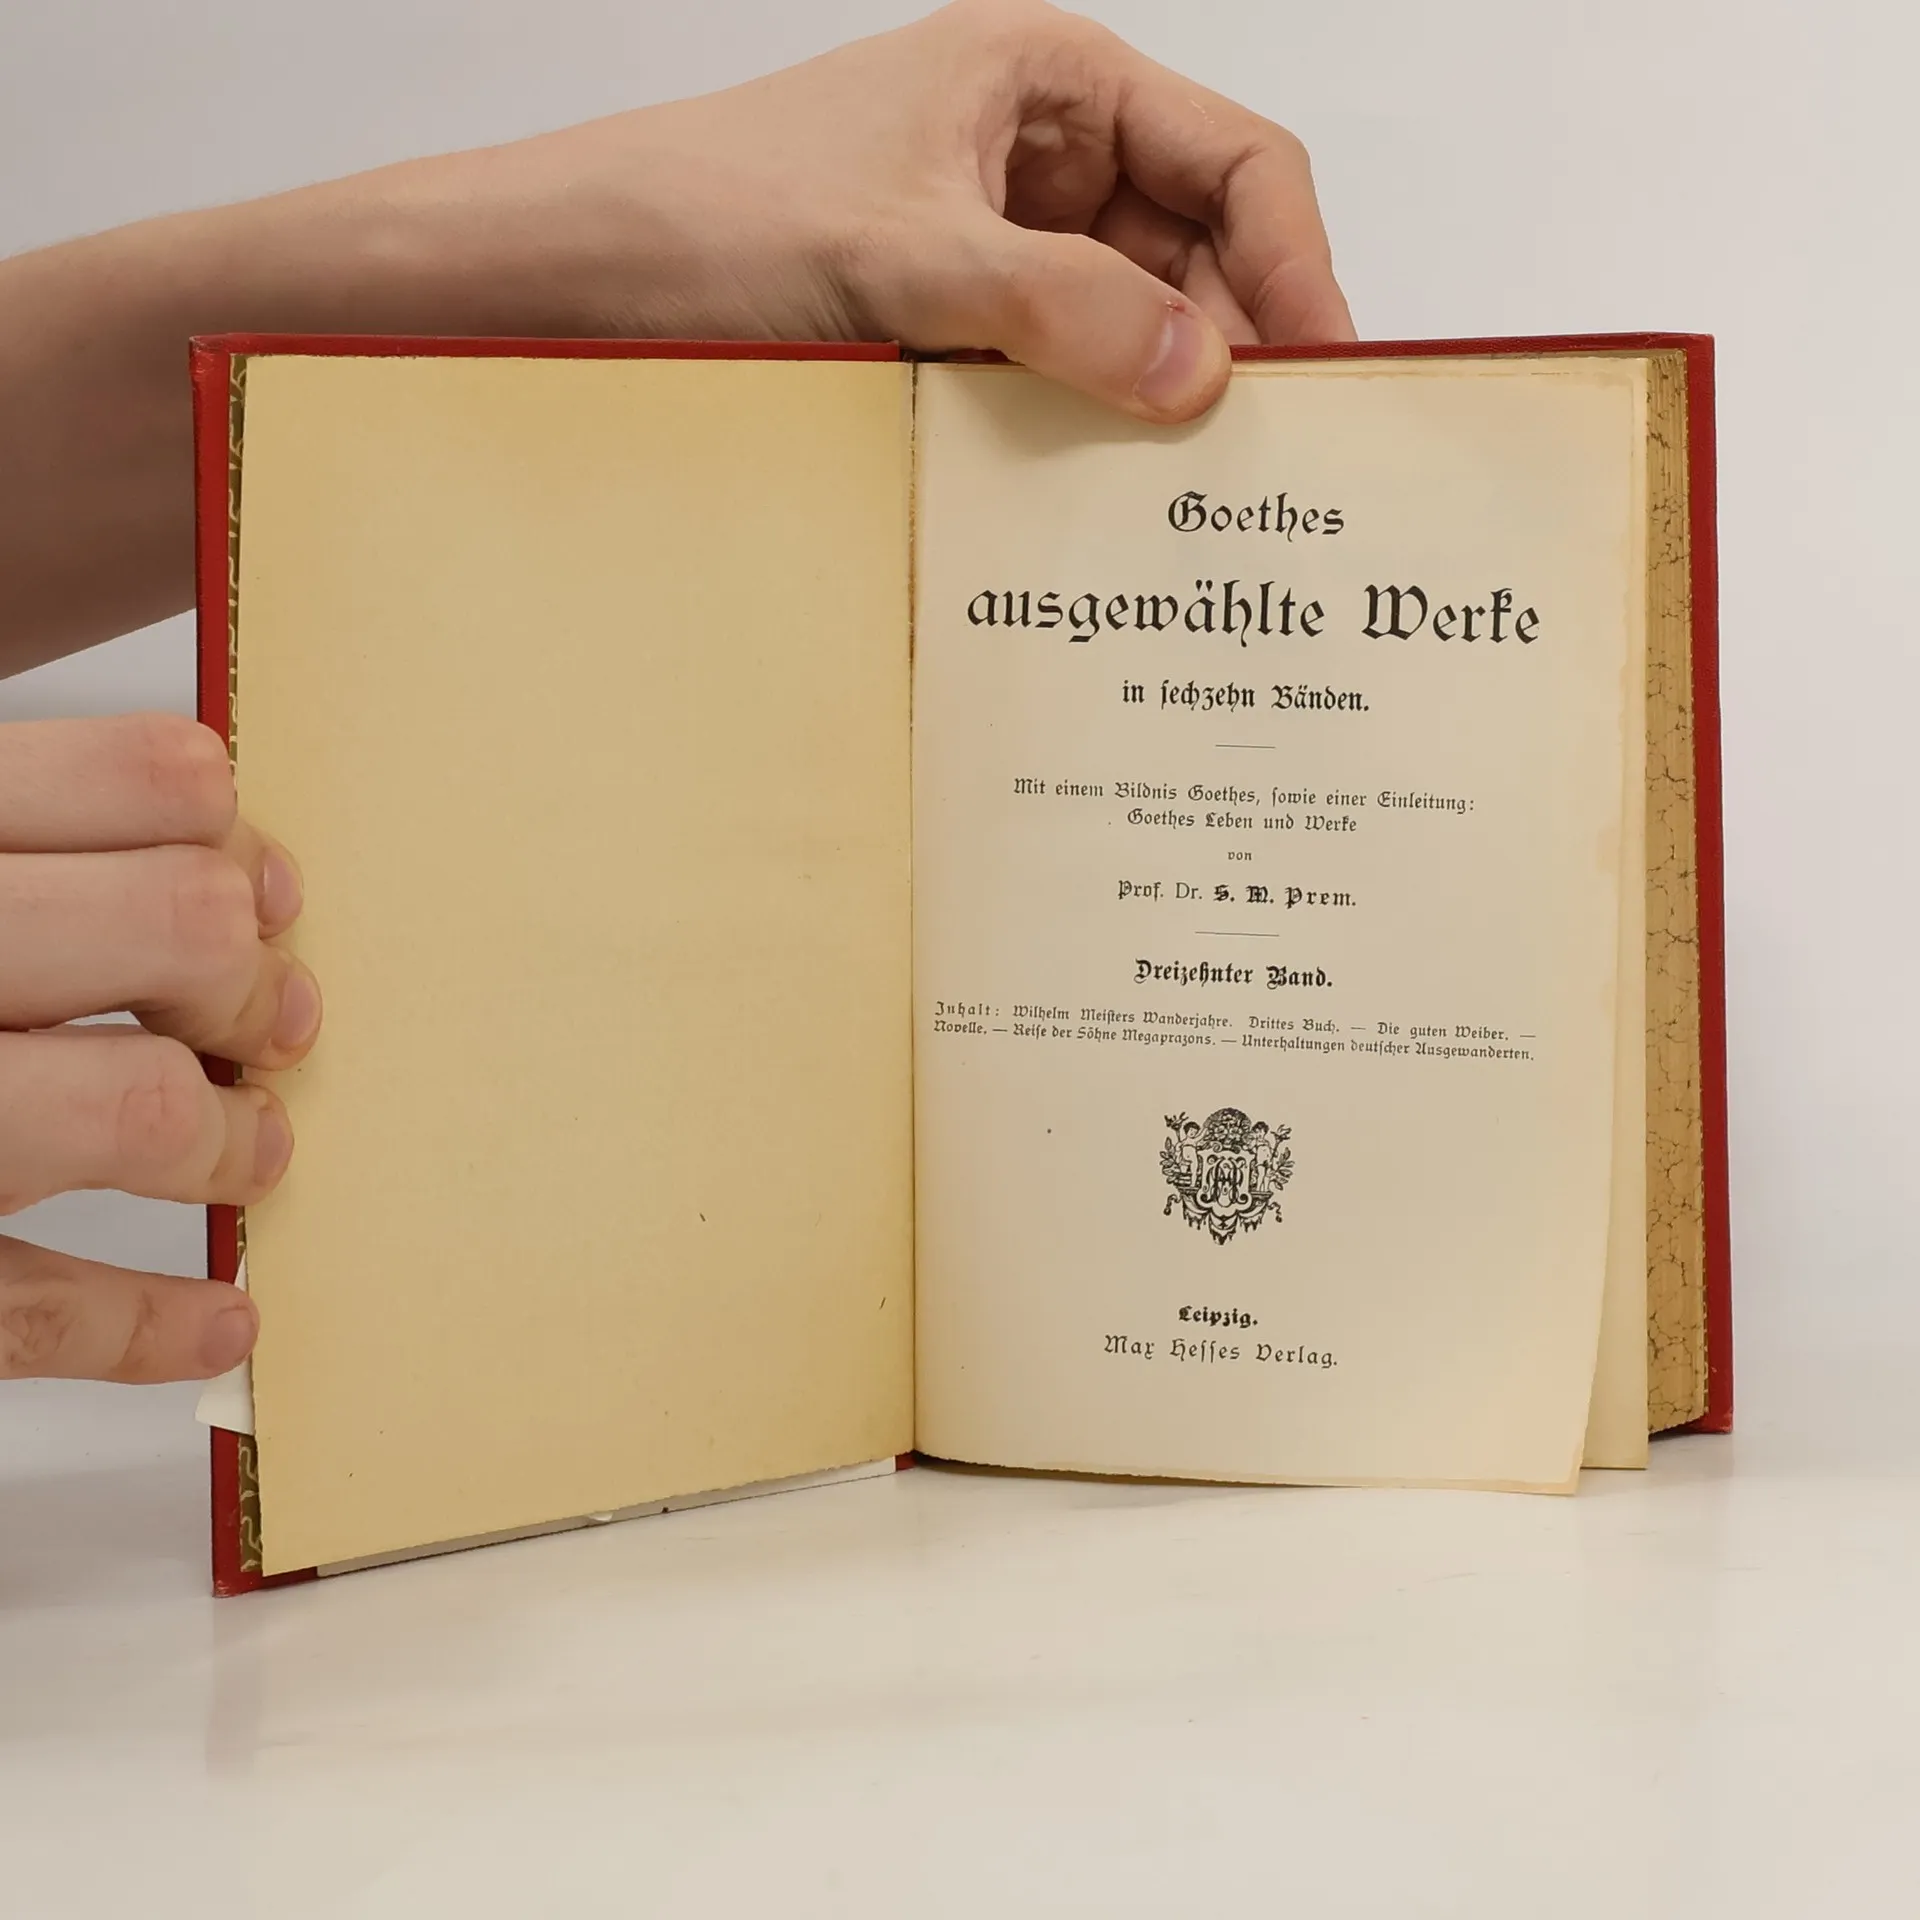 Goethes
ausgewählte Werke
in sechzehn Bänden.
Mit einem Bildnis Goethes, sowie einer Einleitung:
Goethes Leben und Werke
von
Prof. Dr. S. M. Prem.
Dreizehnter Band.
Inhalt: Wilhelm Meisters Wanderjahre. Drittes Buch. — Die guten Weiber. —
Novelle. — Reise der Söhne Megaprazons. — Unterhaltungen deutscher Ausgewanderten.
Leipzig.
Max Hesses Verlag.